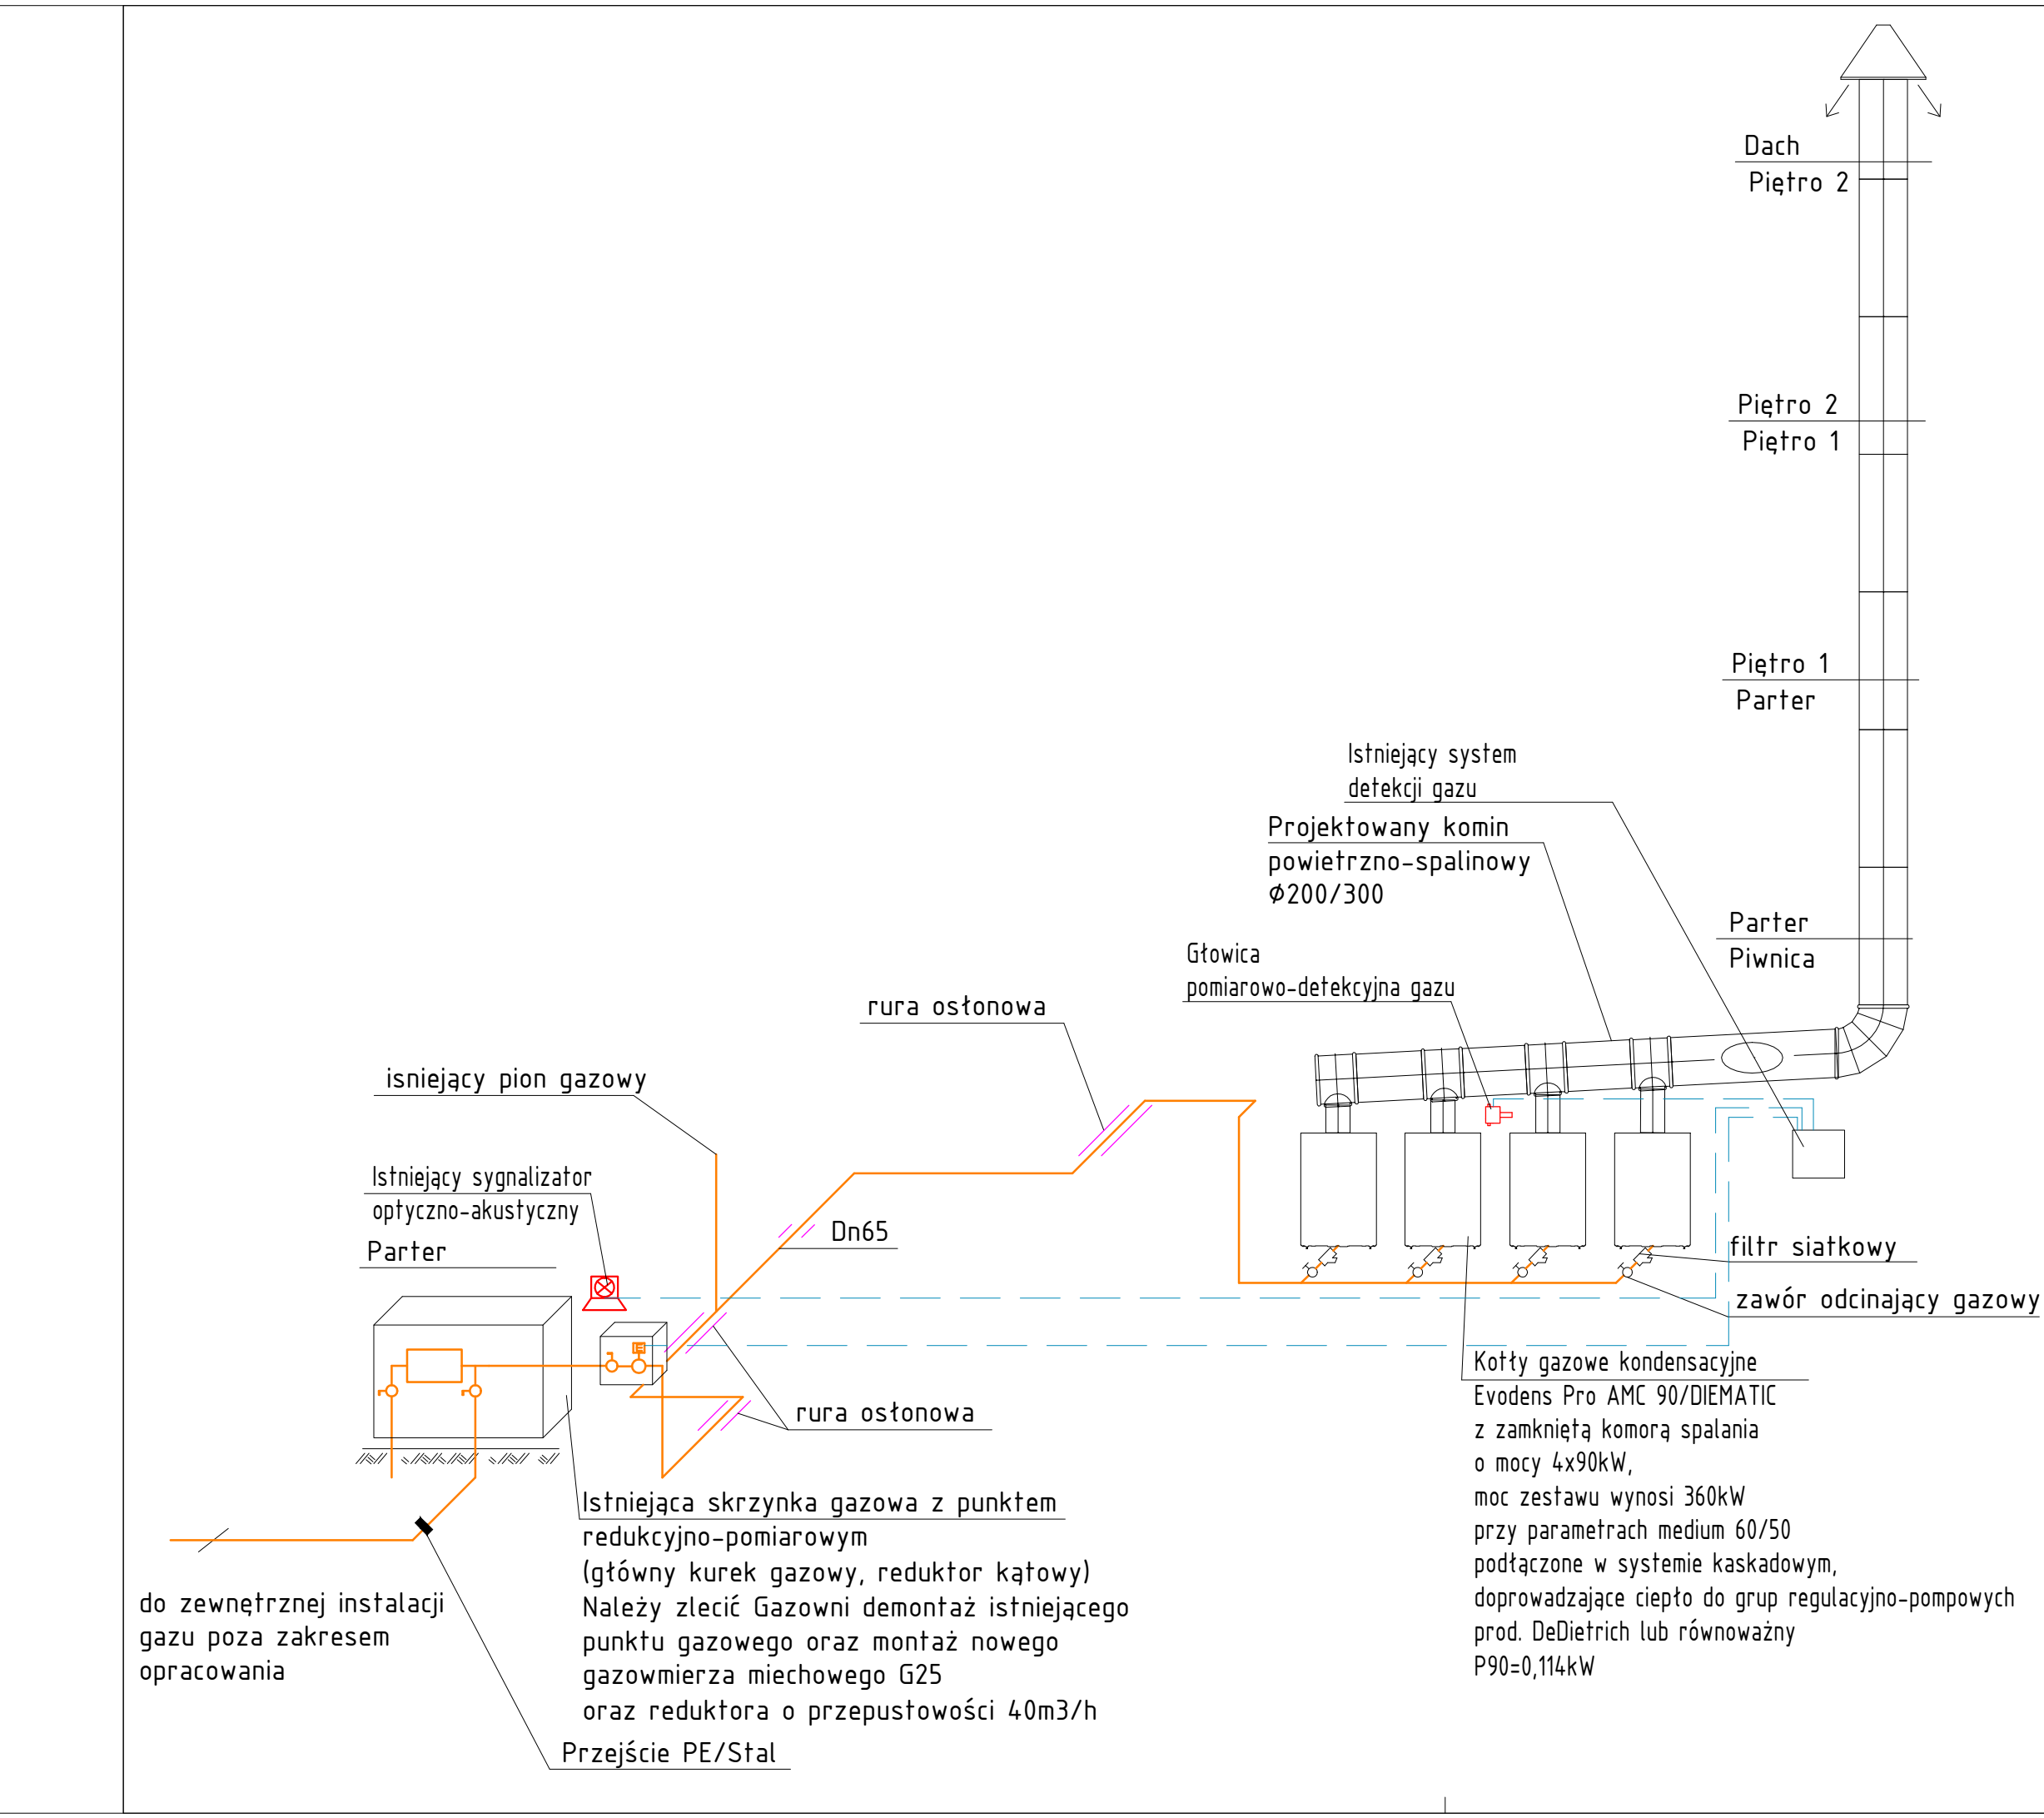 Dach
Piętro 2
Piętro 2
Piętro 1
Piętro 1
Parter
Istniejący system
detekcji gazu
Projektowany komin
powietrzno-spalinowy
Φ200/300
Parter
Piwnica
Głowica
pomiarowo-detekcyjna gazu
rura osłonowa
isniejący pion gazowy
Istniejący sygnalizator
optyczno-akustyczny
Parter
Dn65
filtr siatkowy
zawór odcinający gazowy
rura osłonowa
Kotły gazowe kondensacyjne
Evodens Pro AMC 90/DIEMATIC
z zamkniętą komorą spalania
o mocy 4x90kW,
moc zestawu wynosi 360kW
przy parametrach medium 60/50
podłączone w systemie kaskadowym,
doprowadzające ciepło do grup regulacyjno-pompowych
prod. DeDietrich lub równoważny
P90=0,114kW
Istniejąca skrzynka gazowa z punktem
redukcyjno-pomiarowym
(główny kurek gazowy, reduktor kątowy)
Należy zlecić Gazowni demontaż istniejącego
punktu gazowego oraz montaż nowego
gazowmierza miechowego G25
oraz reduktora o przepustowości 40m3/h
do zewnętrznej instalacji
gazu poza zakresem
opracowania
Przejście PE/Stal